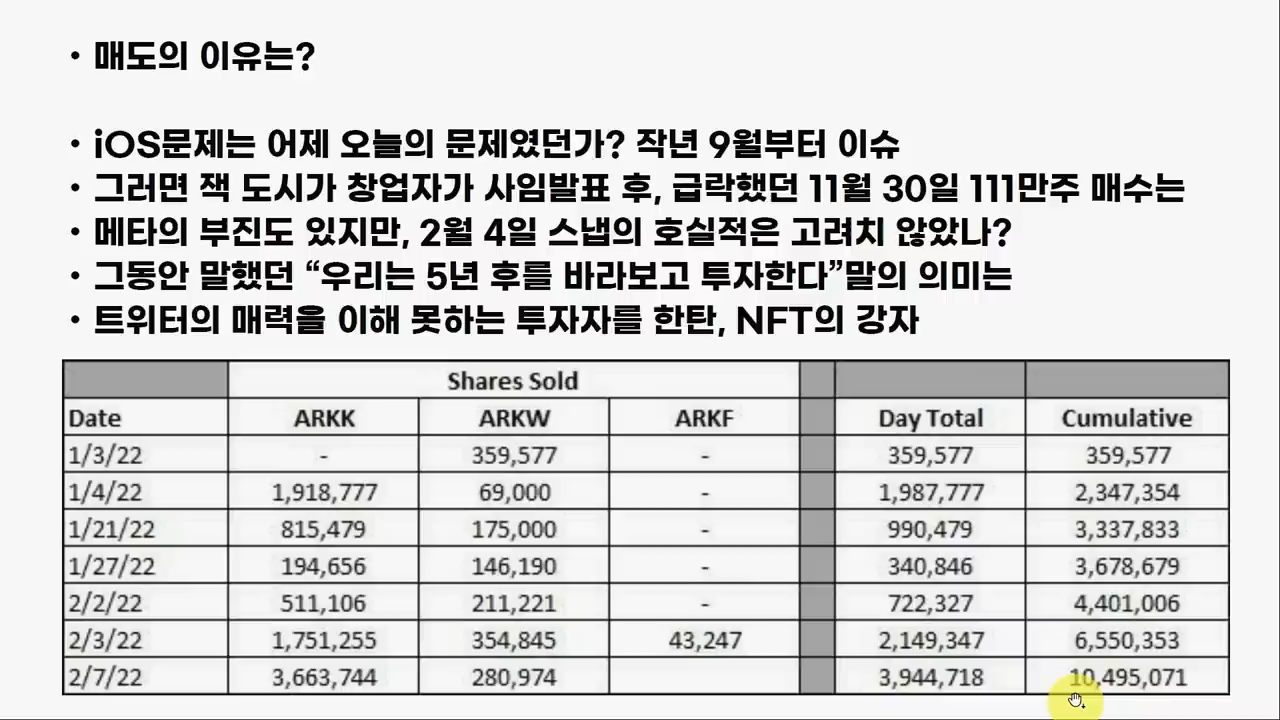 • 매도의 이유는?
• iOS문제는 어제 오늘의 문제였던가? 작년 9월부터 이슈
• 그러면 잭 도시가 창업자가 사임발표 후, 급락했던 11월 30일 111만주 매수는
• 메타의 부진도 있지만, 2월 4일 스냅의 호실적은 고려치 않았나?
• 그동안 말했던 “우리는 5년 후를 바라보고 투자한다”말의 의미는
• 트위터의 매력을 이해 못하는 투자자를 한탄, NFT의 강자
Shares Sold
Date ARKK ARKW ARKF Day Total Cumulative
1/3/22 - 359,577 - 359,577 359,577
1/4/22 1,918,777 69,000 - 1,987,777 2,347,354
1/21/22 815,479 175,000 - 990,479 3,337,833
1/27/22 194,656 146,190 - 340,846 3,678,679
2/2/22 511,106 211,221 - 722,327 4,401,006
2/3/22 1,751,255 354,845 43,247 2,149,347 6,550,353
2/7/22 3,663,744 280,974 3,944,718 10,495,071